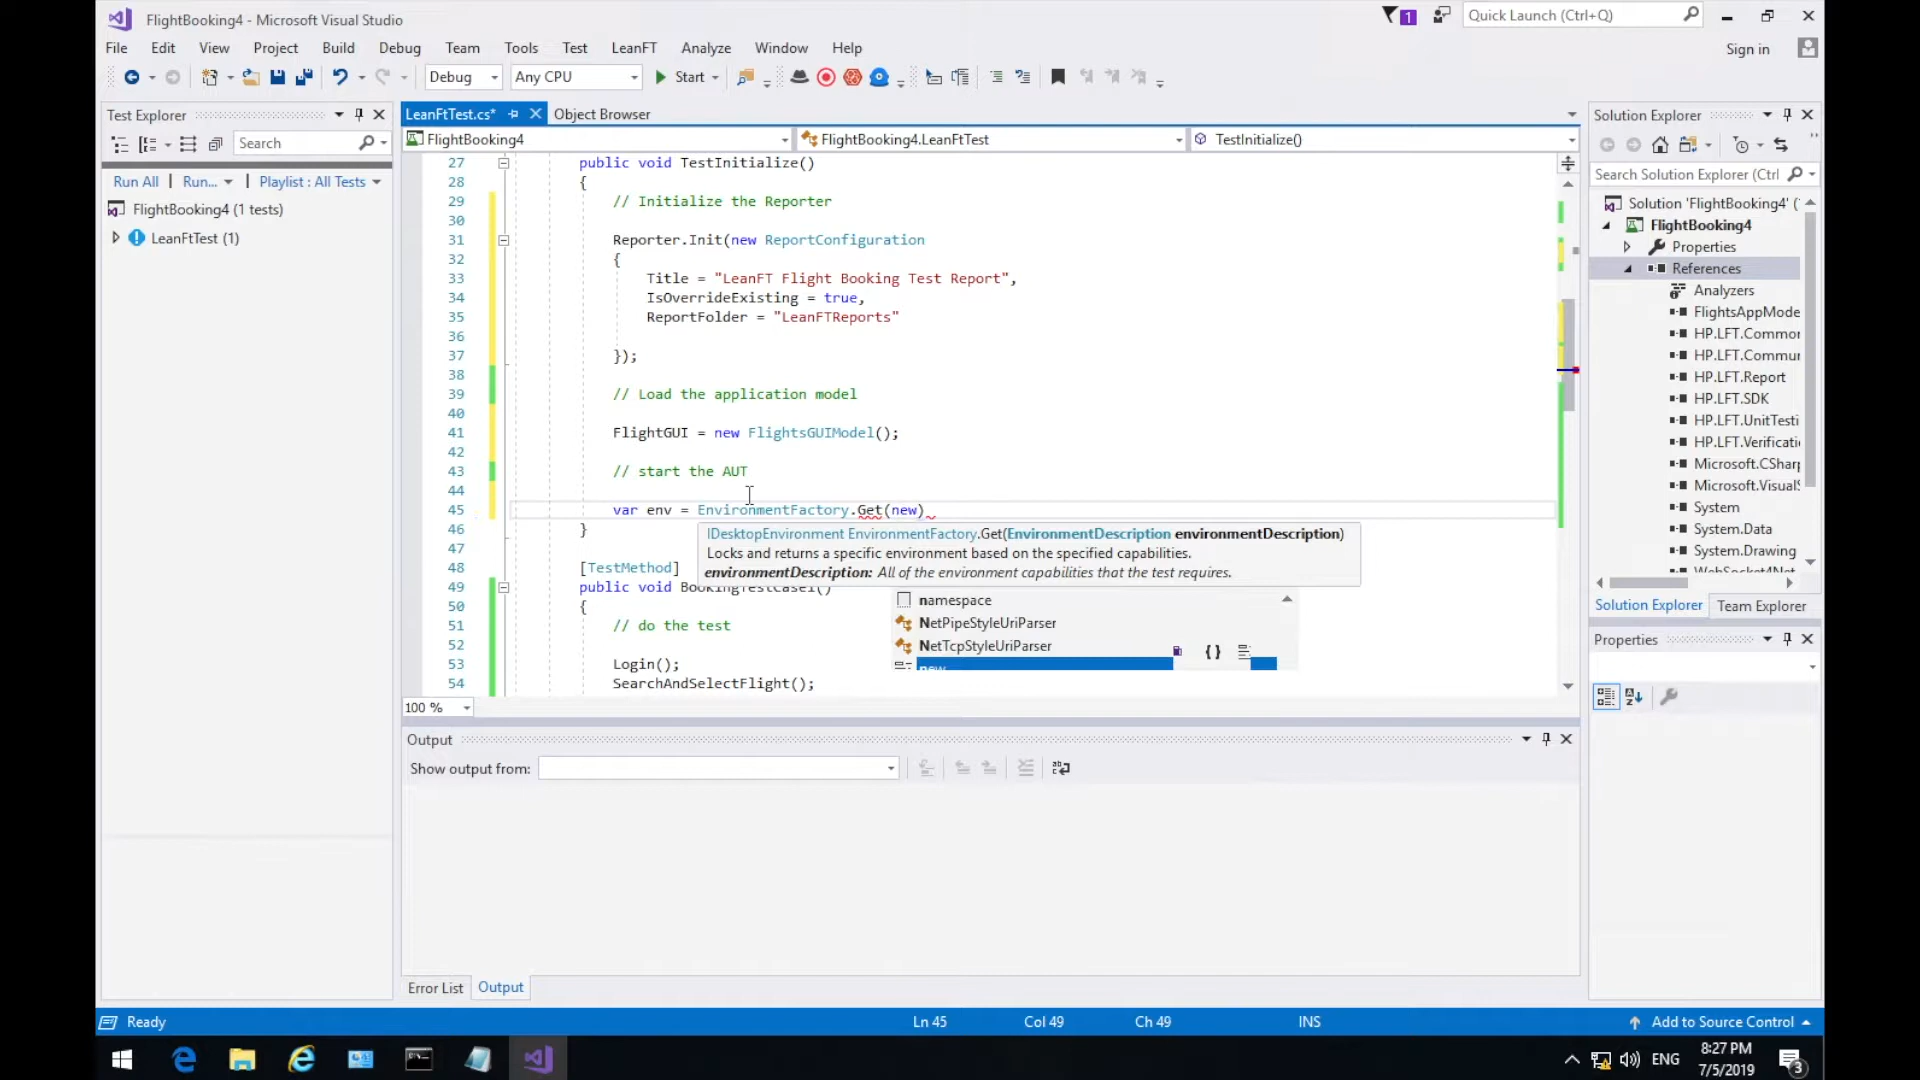 FlightBooking4 - Microsoft Visual Studio
1
Quick Launch (Ctrl+Q)
File Edit View Project Build Debug Team Tools Test LeanFT Analyze Window Help
Sign in
Debug Any CPU Start
Test Explorer
Search
Run All | Run... | Playlist : All Tests
FlightBooking4 (1 tests)
LeanFtTest (1)
LeanFtTest.cs* Object Browser
FlightBooking4 FlightBooking4.LeanFtTest TestInitialize()
27 public void TestInitialize()
28 {
29 // Initialize the Reporter
30
31 Reporter.Init(new ReportConfiguration
32 {
33 Title = "LeanFT Flight Booking Test Report",
34 IsOverrideExisting = true,
35 ReportFolder = "LeanFTReports"
36
37 });
38
39 // Load the application model
40
41 FlightGUI = new FlightsGUIModel();
42
43 // start the AUT
44
45 var env = EnvironmentFactory.Get(new)
46 }
IDesktopEnvironment EnvironmentFactory.Get(EnvironmentDescription environmentDescription)
47
Locks and returns a specific environment based on the specified capabilities.
48 [TestMethod]
environmentDescription: All of the environment capabilities that the test requires.
49 public void BookingTestCase1()
50 {
namespace
51 // do the test
NetPipeStyleUriParser
52
NetTcpStyleUriParser
53 Login();
new
54 SearchAndSelectFlight();
100 %
Output
Show output from:
Error List Output
Solution Explorer
Search Solution Explorer (Ctrl
Solution 'FlightBooking4' (
FlightBooking4
Properties
References
Analyzers
FlightsAppMode
HP.LFT.Common
HP.LFT.Commun
HP.LFT.Report
HP.LFT.SDK
HP.LFT.UnitTesti
HP.LFT.Verificati
Microsoft.CSharp
Microsoft.VisualS
System
System.Data
System.Drawing
WebSocket4Net
Solution Explorer Team Explorer
Properties
Ready Ln 45 Col 49 Ch 49 INS Add to Source Control
ENG
8:27 PM
7/5/2019
3